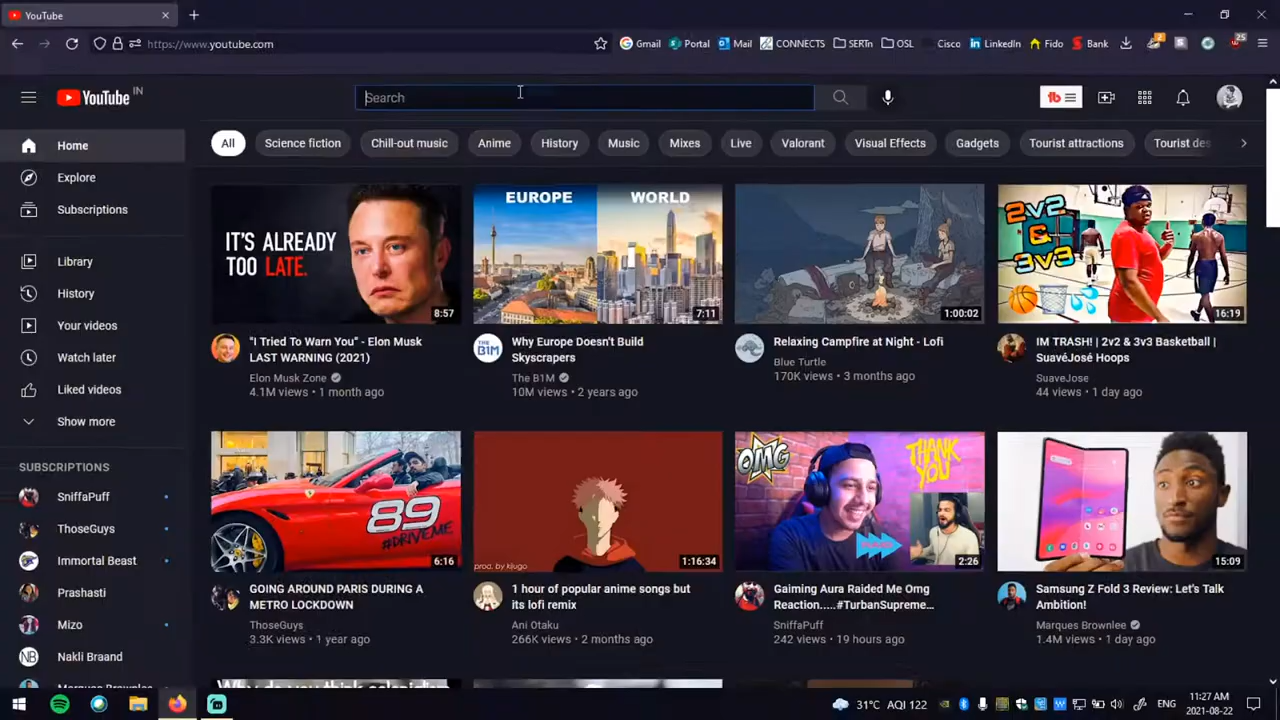 YouTube
https://www.youtube.com
Gmail
Portal
Mail
CONNECTS
SERTn
OSL
Cisco
LinkedIn
Fido
Bank
2
25
YouTube IN
Search
Home
Explore
Subscriptions
Library
History
Your videos
Watch later
Liked videos
Show more
SUBSCRIPTIONS
SniffaPuff
ThoseGuys
Immortal Beast
Prashasti
Mizo
Nakli Braand
All
Science fiction
Chill-out music
Anime
History
Music
Mixes
Live
Valorant
Visual Effects
Gadgets
Tourist attractions
Tourist des
IT'S ALREADY
TOO LATE.
8:57
"I Tried To Warn You" - Elon Musk
LAST WARNING (2021)
Elon Musk Zone
4.1M views • 1 month ago
EUROPE
WORLD
7:11
THE B1M
Why Europe Doesn't Build
Skyscrapers
The B1M
10M views • 2 years ago
1:00:02
Relaxing Campfire at Night - Lofi
Blue Turtle
170K views • 3 months ago
2v2
&
3v3
16:19
IM TRASH! | 2v2 & 3v3 Basketball |
SuavéJosé Hoops
SuaveJose
44 views • 1 day ago
89
#DRIVEME
6:16
GOING AROUND PARIS DURING A
METRO LOCKDOWN
ThoseGuys
3.3K views • 1 year ago
prod. by kjugo
1:16:34
1 hour of popular anime songs but
its lofi remix
Ani Otaku
266K views • 2 months ago
OMG
THANK
YOU
2:26
Gaiming Aura Raided Me Omg
Reaction.....#TurbanSupreme...
SniffaPuff
242 views • 19 hours ago
15:09
Samsung Z Fold 3 Review: Let's Talk
Ambition!
Marques Brownlee
1.4M views • 1 day ago
31°C AQI 122
ENG
11:27 AM
2021-08-22